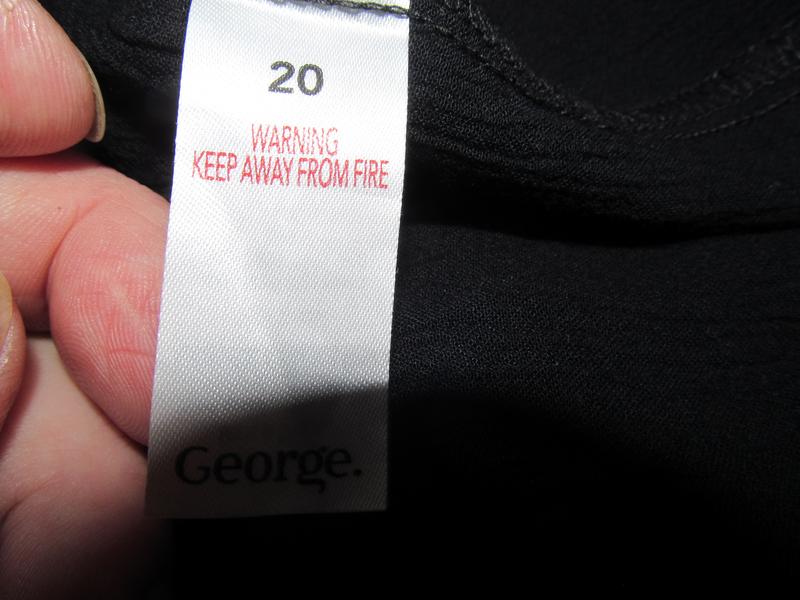 20
WARNING
KEEP AWAY FROM FIRE
George.